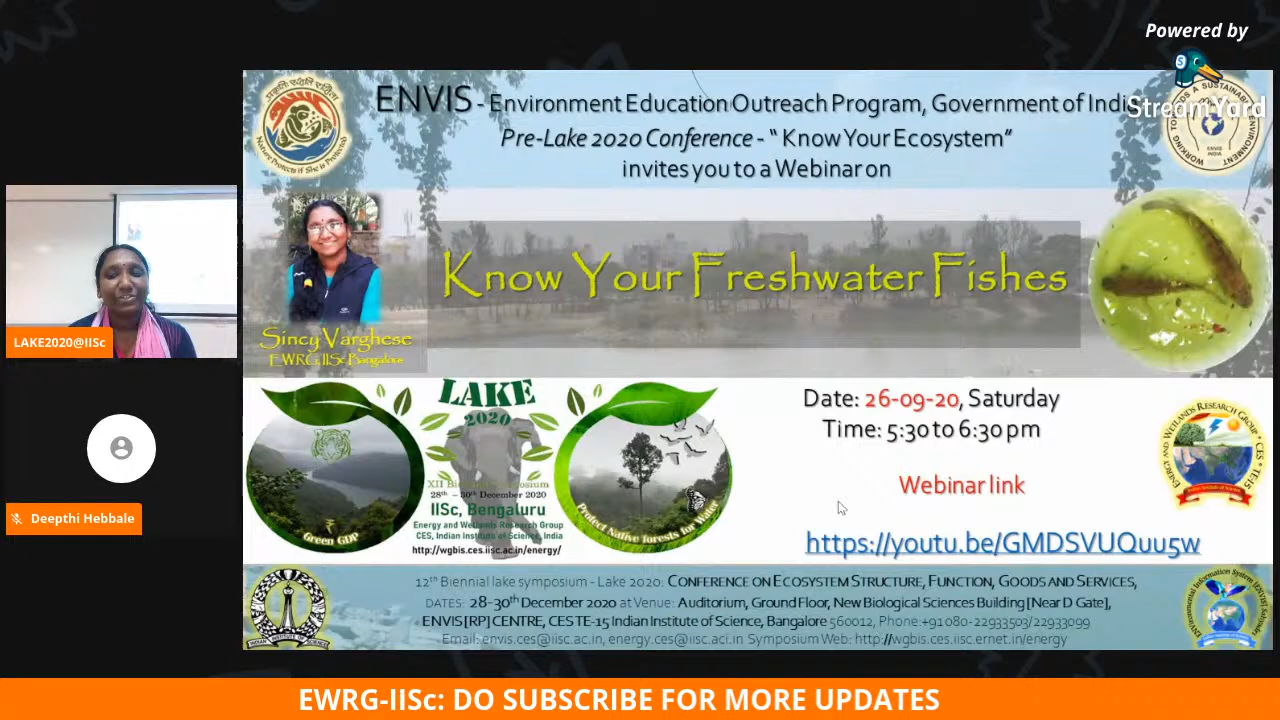 Powered by
StreamYard
ENVIS - Environment Education Outreach Program, Government of Indi
Pre-Lake 2020 Conference - " Know Your Ecosystem"
invites you to a Webinar on
Know Your Freshwater Fishes
Sincy Varghese
EWRG, IISc Bangalore
LAKE2020@IISc
Deepthi Hebbale
LAKE
2020
28th – 30th December 2020
IISc, Bengaluru
Energy and Wetlands Research Group
CES, Indian Institute of Science, India
http://wgbis.ces.iisc.ac.in/energy/
Green GDP
Protect Native forests for Water
Date: 26-09-20, Saturday
Time: 5:30 to 6:30 pm
Webinar link
https://youtu.be/GMDSVUQuu5w
12th Biennial lake symposium - Lake 2020: CONFERENCE ON ECOSYSTEM STRUCTURE, FUNCTION, GOODS AND SERVICES,
DATES: 28-30th December 2020 at Venue: Auditorium, Ground Floor, New Biological Sciences Building [Near D Gate],
ENVIS [RP] CENTRE, CES TE-15 Indian Institute of Science, Bangalore 560012, Phone:+91 080-22933503/22933099
Email: envis.ces@iisc.ac.in, energy.ces@iisc.aci.in Symposium Web: http://wgbis.ces.iisc.ernet.in/energy
EWRG-IISc: DO SUBSCRIBE FOR MORE UPDATES